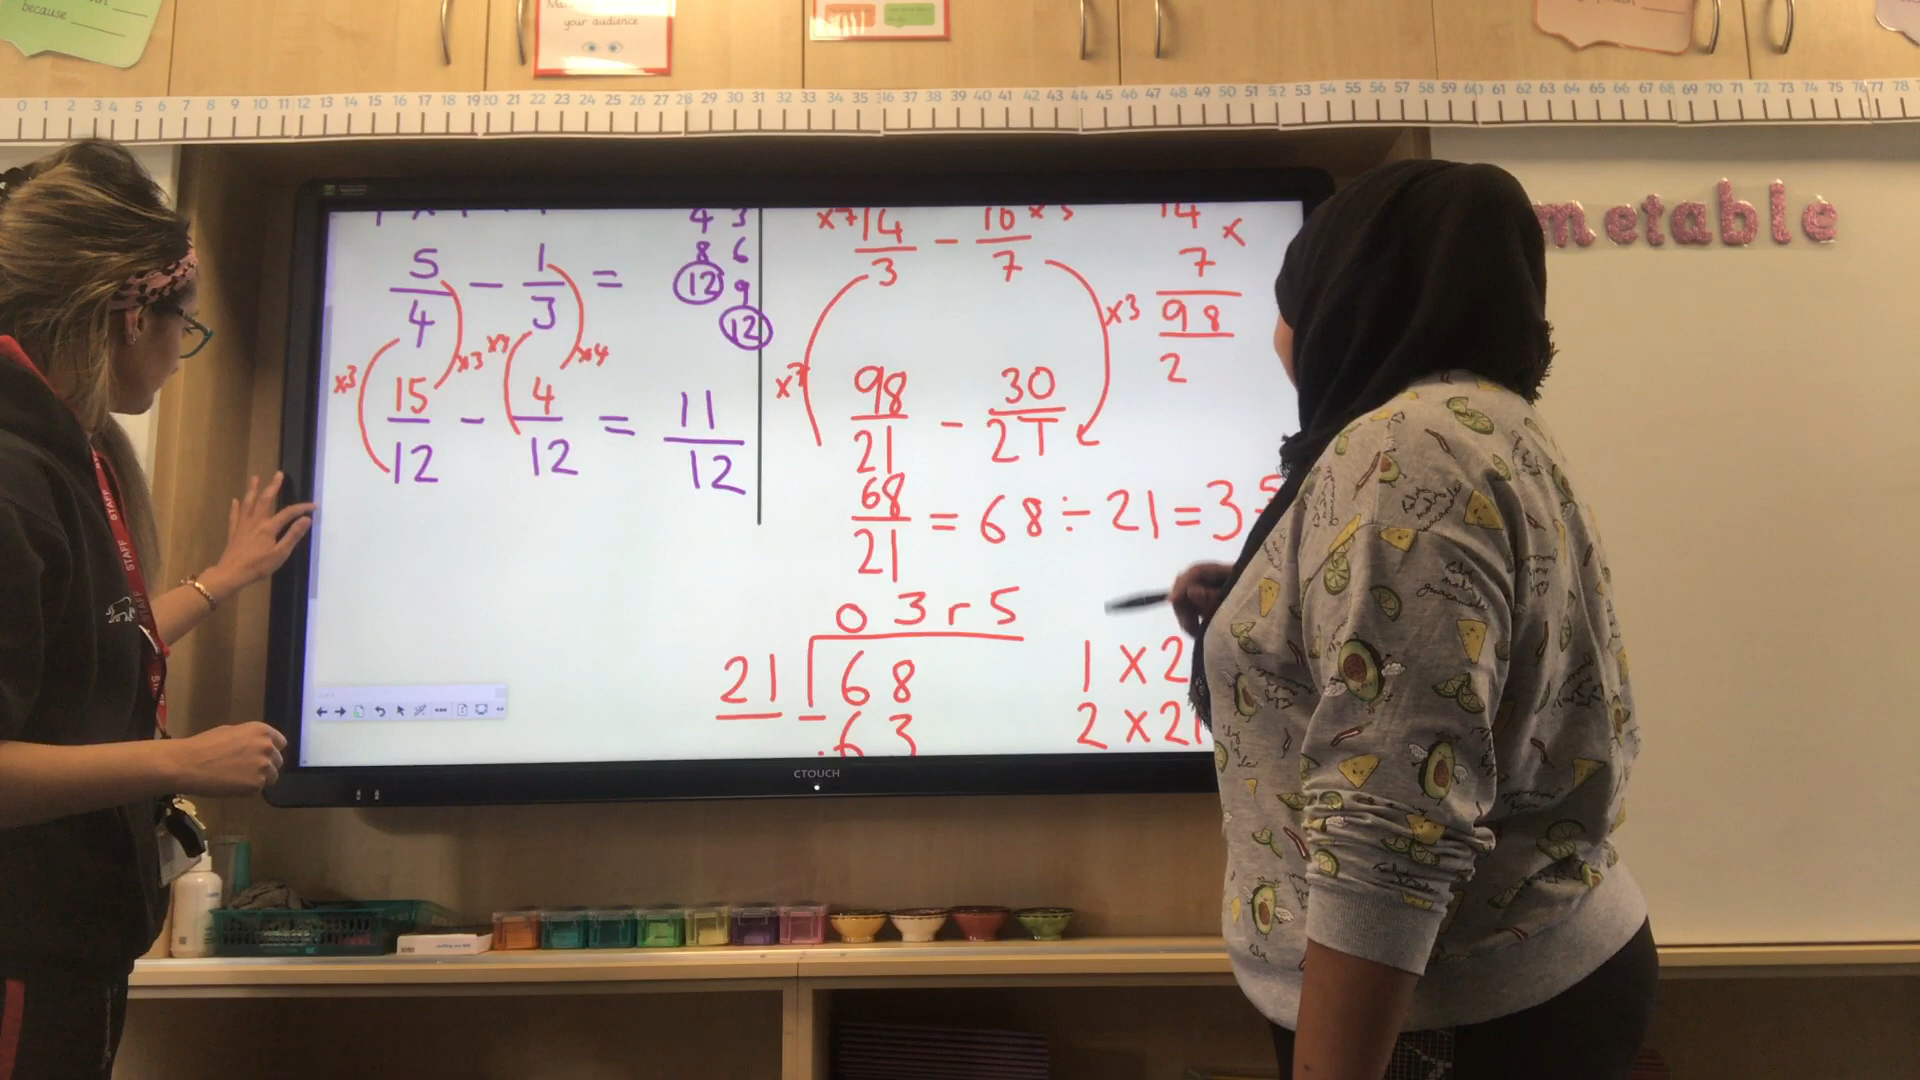 because
your audience
0 1 2 3 4 5 6 7 8 9 10 11 12 13 14 15 16 17 18 19 20 21 22 23 24 25 26 27 28 29 30 31 32 33 34 35 36 37 38 39 40 41 42 43 44 45 46 47 48 49 50 51 52 53 54 55 56 57 58 59 60 61 62 63 64 65 66 67 68 69 70 71 72 73 74 75 76 77 78
metable
4 3
8 6
12 9
12
5/4 - 1/3 =
x3 x3 x4
15/12 - 4/12 = 11/12
x7 14/3 - 10/7
x3
14
x 7
98
2
98/21 - 30/21
68/21 = 68 ÷ 21 = 3
0 3 r 5
21 68
- 63
1 x 2
2 x 21
CTOUCH
STAFF
STAFF